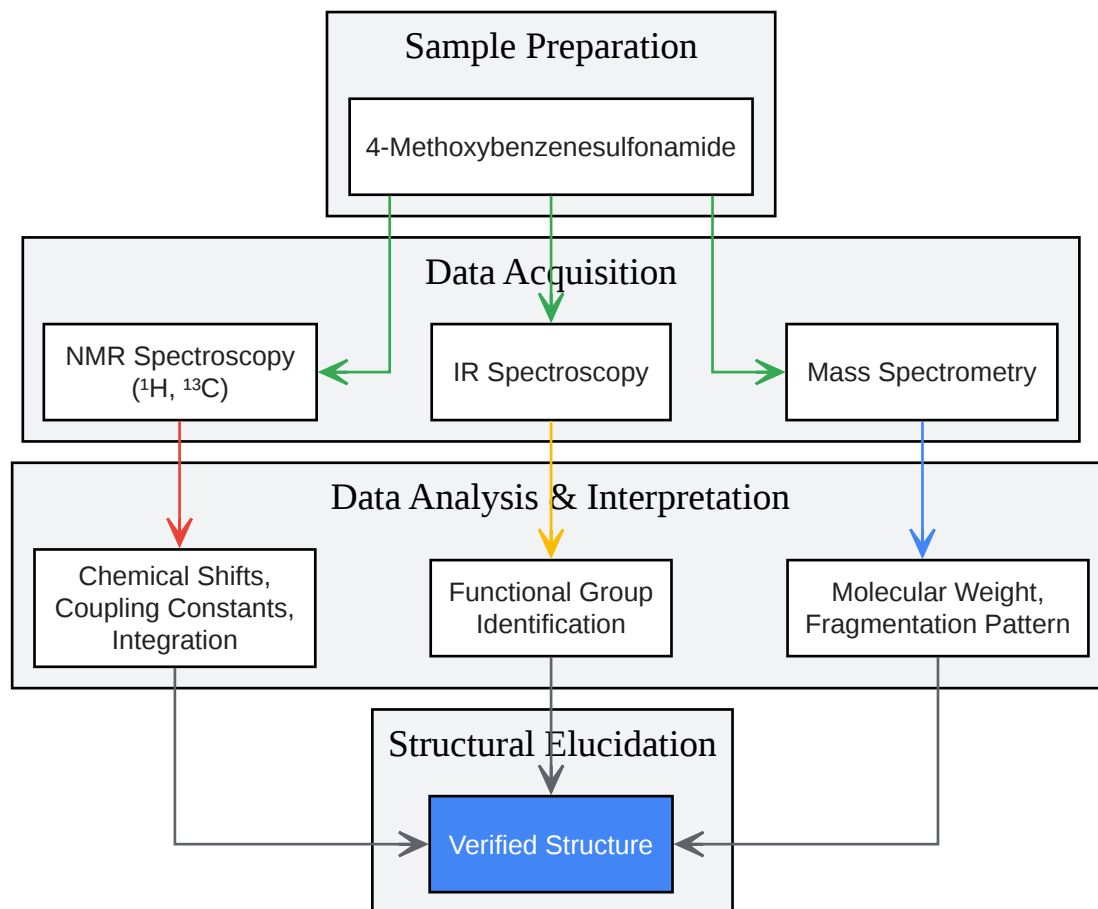 Sample Preparation
4-Methoxybenzenesulfonamide
Data Acquisition
NMR Spectroscopy
(¹H, ¹³C)
IR Spectroscopy
Mass Spectrometry
Data Analysis & Interpretation
Chemical Shifts,
Coupling Constants,
Integration
Functional Group
Identification
Molecular Weight,
Fragmentation Pattern
Structural Elucidation
Verified Structure